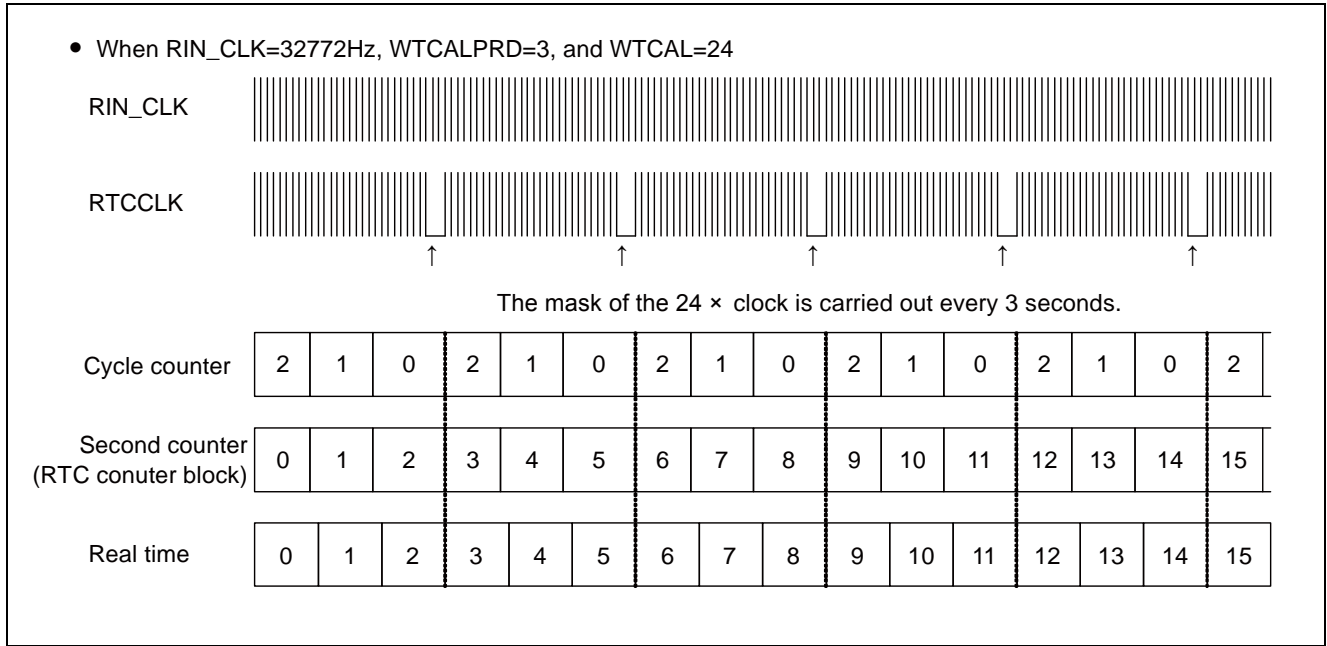 ● When RIN_CLK=32772Hz, WTCALPRD=3, and WTCAL=24
RIN_CLK
RTCCLK
↑ ↑ ↑ ↑ ↑
The mask of the 24 × clock is carried out every 3 seconds.
Cycle counter 2 1 0 2 1 0 2 1 0 2 1 0 2 1 0 2
Second counter
(RTC conuter block) 0 1 2 3 4 5 6 7 8 9 10 11 12 13 14 15
Real time 0 1 2 3 4 5 6 7 8 9 10 11 12 13 14 15